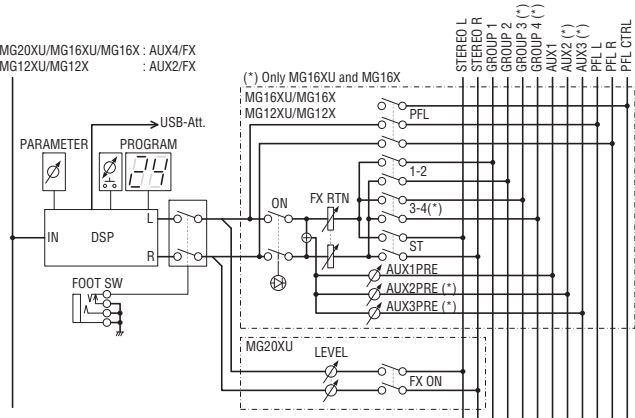 MG20XU/MG16XU/MG16X : AUX4/FX
MG12XU/MG12X : AUX2/FX
STEREO L
STEREO R
GROUP 1
GROUP 2
GROUP 3 (*)
GROUP 4 (*)
AUX1
AUX2 (*)
AUX3 (*)
PFL L
PFL R
PFL CTRL
(*) Only MG16XU and MG16X
MG16XU/MG16X
MG12XU/MG12X
PFL
USB-Att.
PARAMETER
PROGRAM
24
ON
FX RTN
1-2
3-4(*)
ST
L
IN
DSP
R
AUX1PRE
AUX2PRE (*)
AUX3PRE (*)
FOOT SW
MG20XU
LEVEL
FX ON